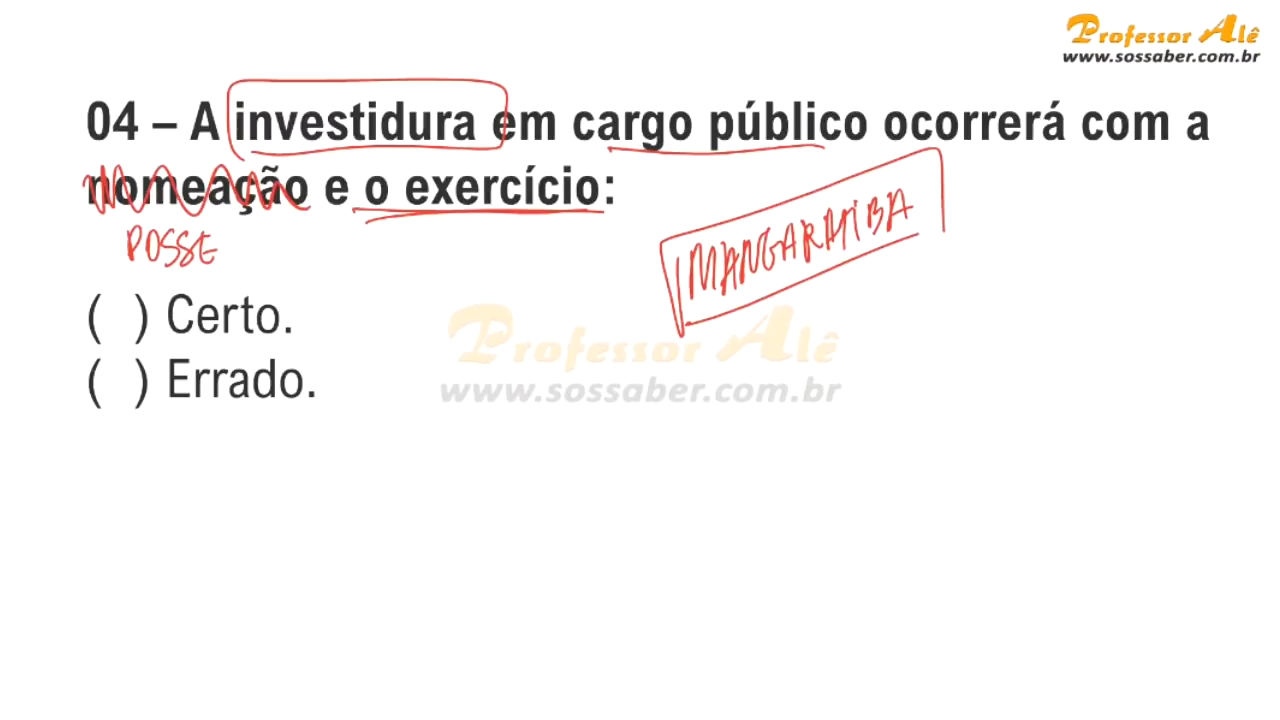 Professor Alê
www.sossaber.com.br
04 – A investidura em cargo público ocorrerá com a
nomeação e o exercício:
POSSE
MANGARATIBA
( ) Certo.
( ) Errado.
Professor Alê
www.sossaber.com.br